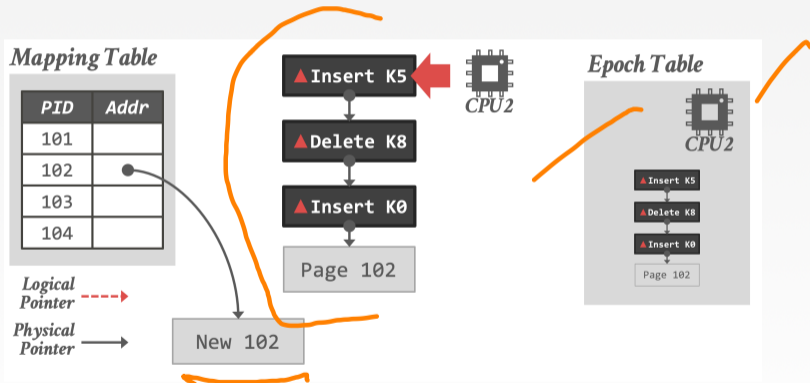 Mapping Table
PID Addr
101
102
103
104
Logical
Pointer
Physical
Pointer
▲Insert K5
▲Delete K8
▲Insert K0
Page 102
New 102
CPU2
Epoch Table
CPU2
▲Insert K5
▲Delete K8
▲Insert K0
Page 102